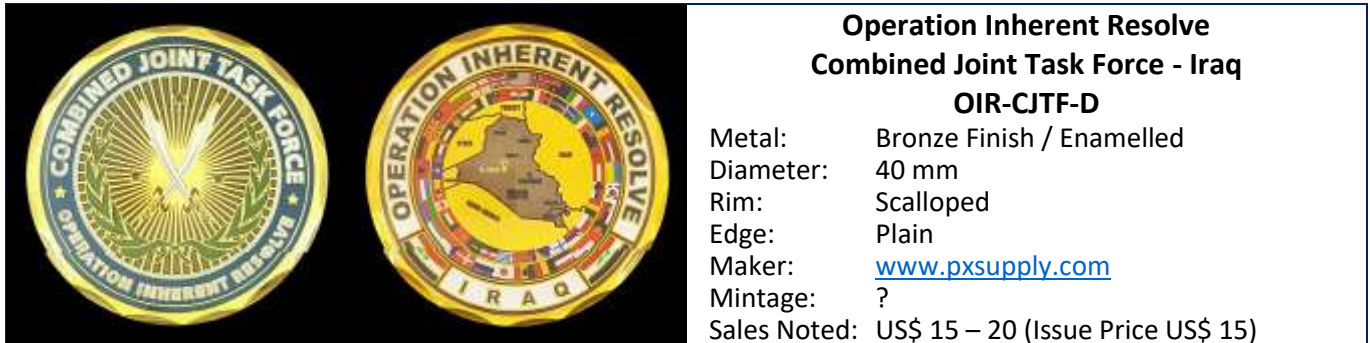 COMBINED JOINT TASK FORCE
OPERATION INHERENT RESOLVE
OPERATION INHERENT RESOLVE
IRAQ
Operation Inherent Resolve
Combined Joint Task Force - Iraq
OIR-CJTF-D
Metal: Bronze Finish / Enamelled
Diameter: 40 mm
Rim: Scalloped
Edge: Plain
Maker: www.pxsupply.com
Mintage: ?
Sales Noted: US$ 15 – 20 (Issue Price US$ 15)